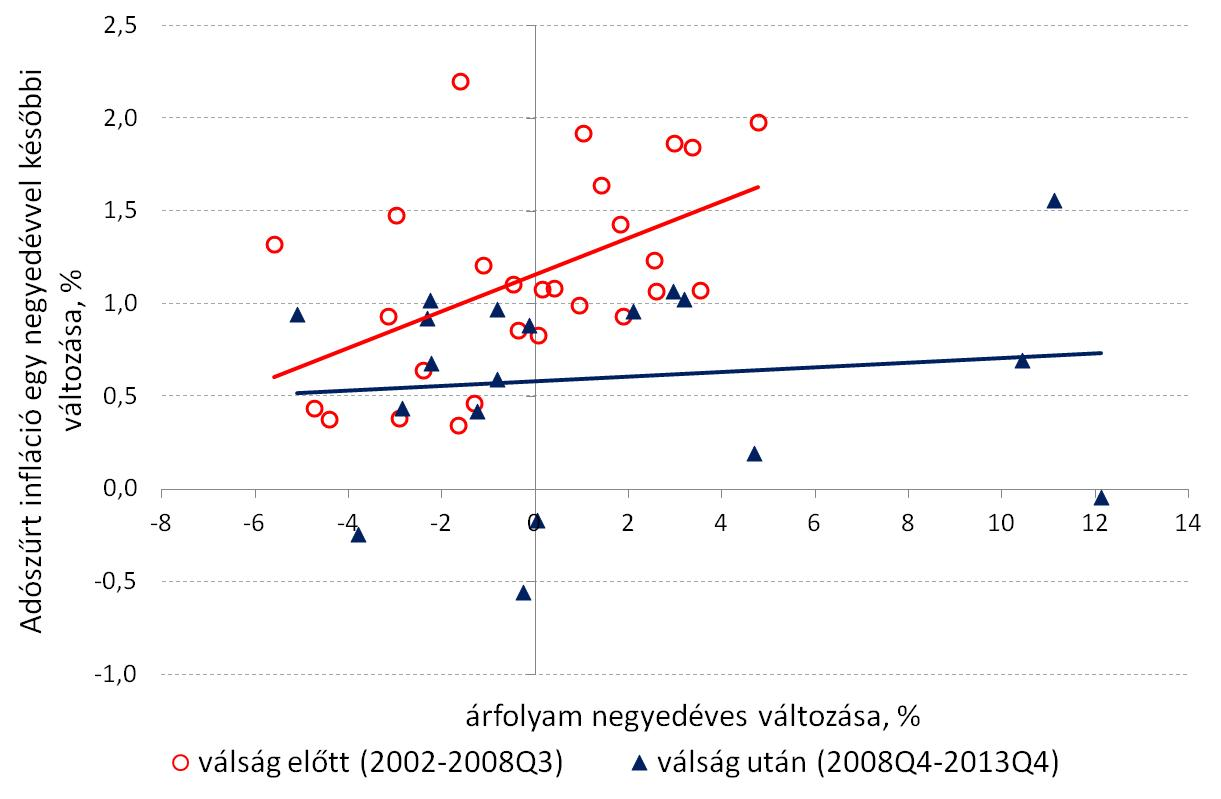 Adószűrt infláció egy negyedévvel későbbi
változása, %
2,5
2,0
1,5
1,0
0,5
0,0
-0,5
-1,0
-8 -6 -4 -2 0 2 4 6 8 10 12 14
árfolyam negyedéves változása, %
válság előtt (2002-2008Q3) válság után (2008Q4-2013Q4)